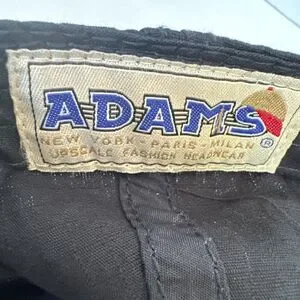 ADAMS ®
NEW YORK - PARIS - MILAN
UPSCALE FASHION HEADWEAR